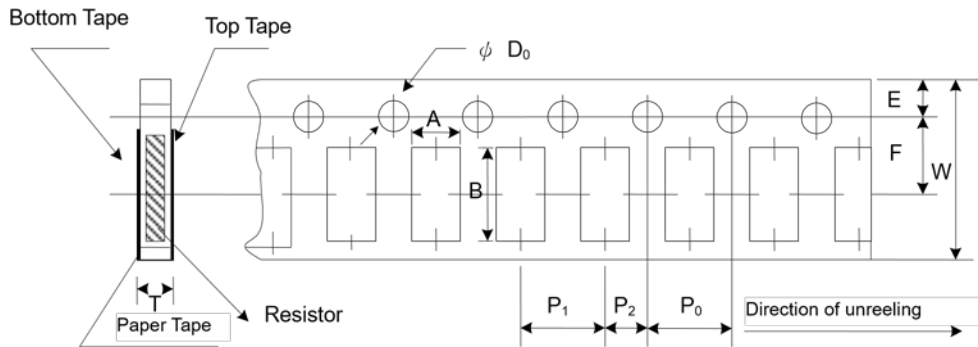 Bottom Tape
Top Tape
ϕ D₀
A
E
F
W
B
T
Paper Tape
Resistor
P₁
P₂
P₀
Direction of unreeling